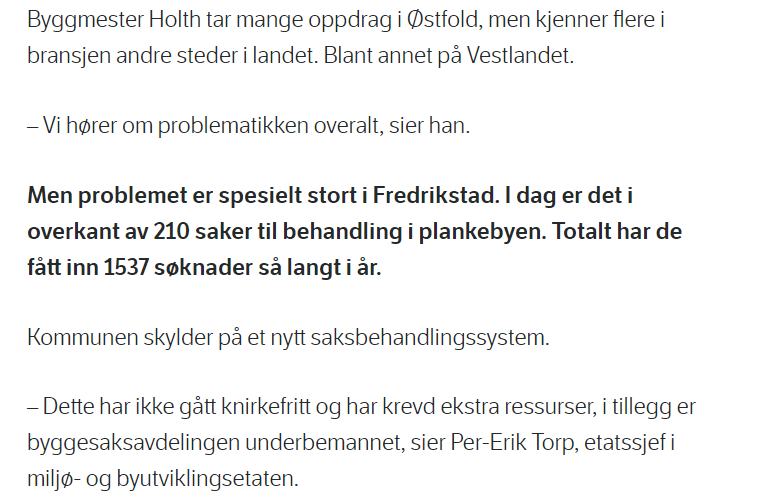 Byggmester Holth tar mange oppdrag i Østfold, men kjenner flere i
bransjen andre steder i landet. Blant annet på Vestlandet.
– Vi hører om problematikken overalt, sier han.
Men problemet er spesielt stort i Fredrikstad. I dag er det i
overkant av 210 saker til behandling i plankebyen. Totalt har de
fått inn 1537 søknader så langt i år.
Kommunen skylder på et nytt saksbehandlingssystem.
– Dette har ikke gått knirkefritt og har krevd ekstra ressurser, i tillegg er
byggesaksavdelingen underbemannet, sier Per-Erik Torp, etatssjef i
miljø- og byutviklingsetaten.